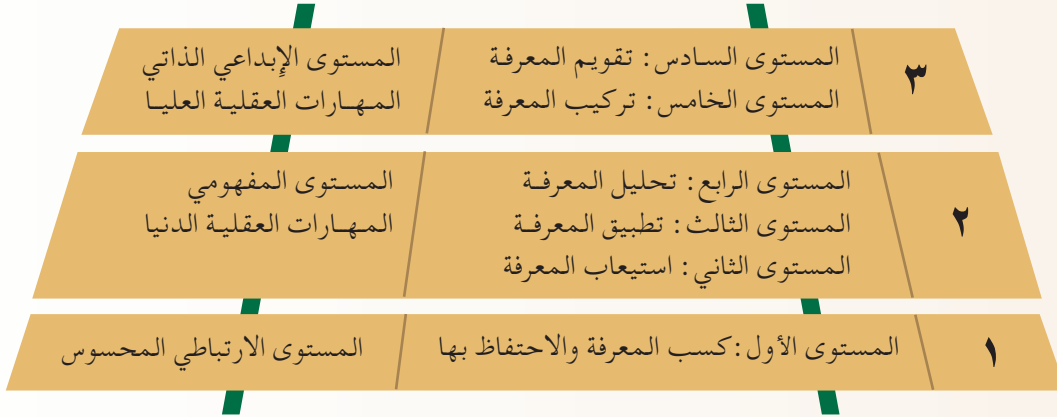 ٣
المستوى السادس: تقويم المعرفة
المستوى الخامس: تركيب المعرفة
المستوى الإبداعي الذاتي
المهارات العقلية العليا
٢
المستوى الرابع: تحليل المعرفة
المستوى الثالث: تطبيق المعرفة
المستوى الثاني: استيعاب المعرفة
المستوى المفهومي
المهارات العقلية الدنيا
١
المستوى الأول: كسب المعرفة والاحتفاظ بها
المستوى الارتباطي المحسوس